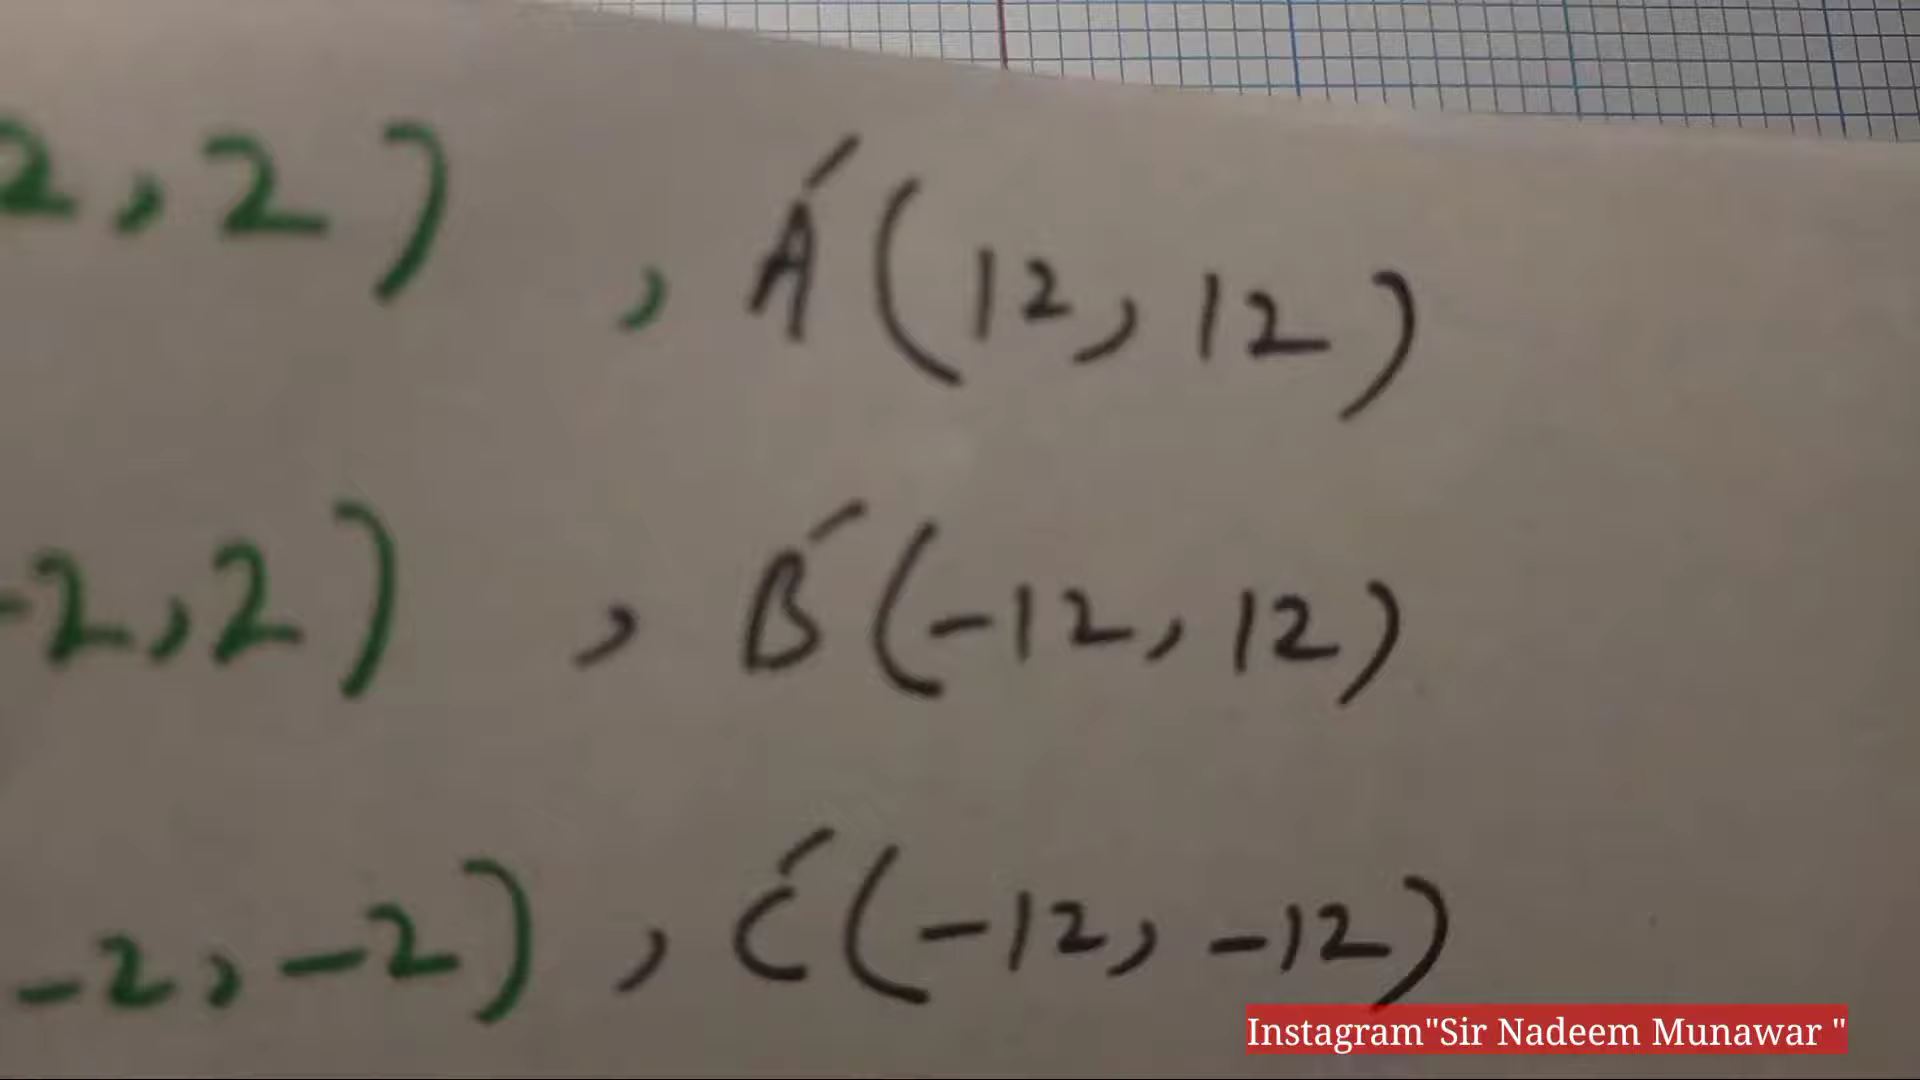 2, 2) , A´(12, 12)
-2, 2) , B´(-12, 12)
-2, -2) , C´(-12, -12)
Instagram"Sir Nadeem Munawar "